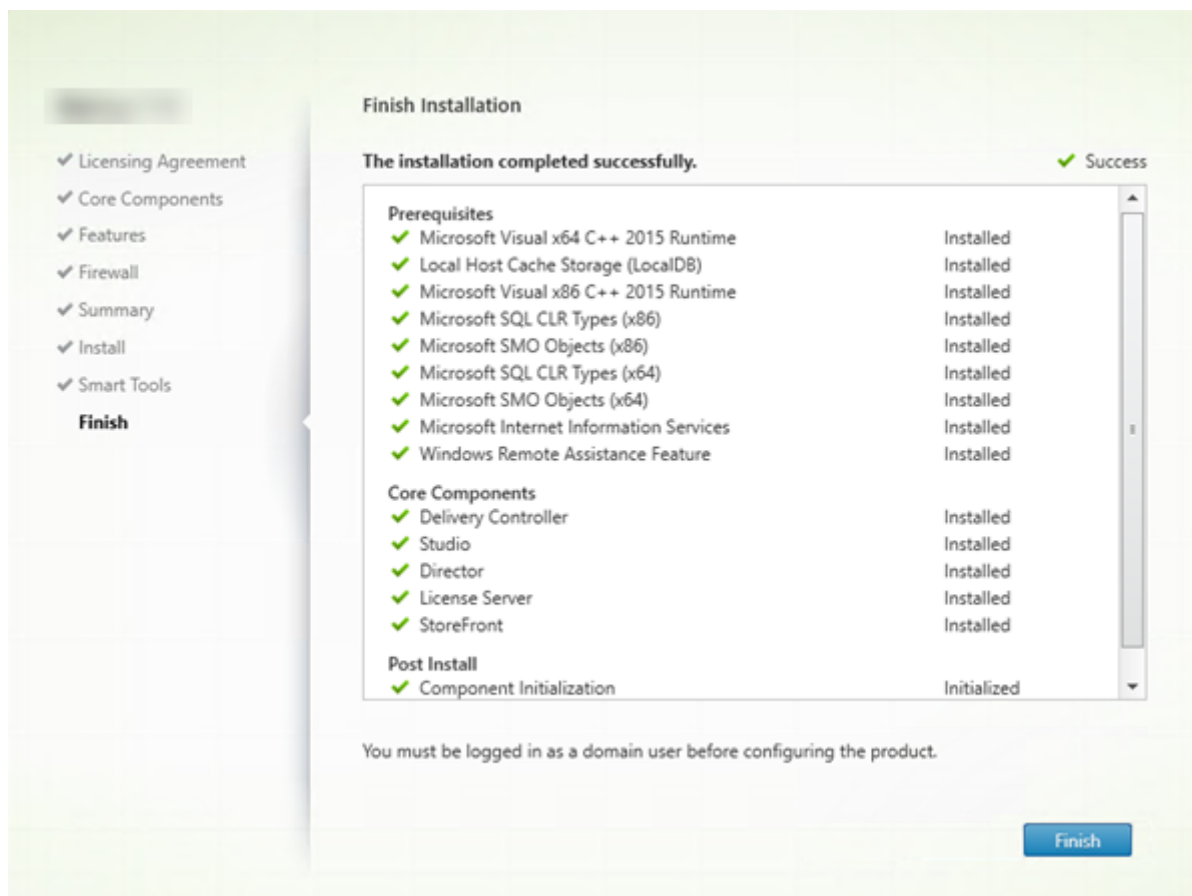 Finish Installation
Licensing Agreement
Core Components
Features
Firewall
Summary
Install
Smart Tools
Finish
The installation completed successfully. Success
Prerequisites
Microsoft Visual x64 C++ 2015 Runtime Installed
Local Host Cache Storage (LocalDB) Installed
Microsoft Visual x86 C++ 2015 Runtime Installed
Microsoft SQL CLR Types (x86) Installed
Microsoft SMO Objects (x86) Installed
Microsoft SQL CLR Types (x64) Installed
Microsoft SMO Objects (x64) Installed
Microsoft Internet Information Services Installed
Windows Remote Assistance Feature Installed
Core Components
Delivery Controller Installed
Studio Installed
Director Installed
License Server Installed
StoreFront Installed
Post Install
Component Initialization Initialized
You must be logged in as a domain user before configuring the product.
Finish